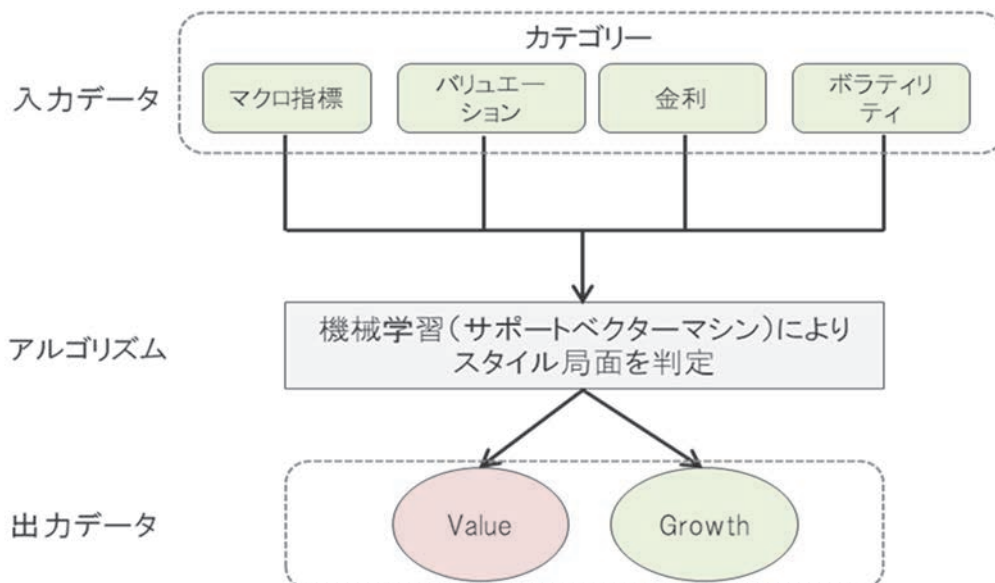 カテゴリー
入力データ
マクロ指標
バリュエー
ション
金利
ボラティリ
ティ
アルゴリズム
機械学習(サポートベクターマシン)により
スタイル局面を判定
出力データ
Value
Growth